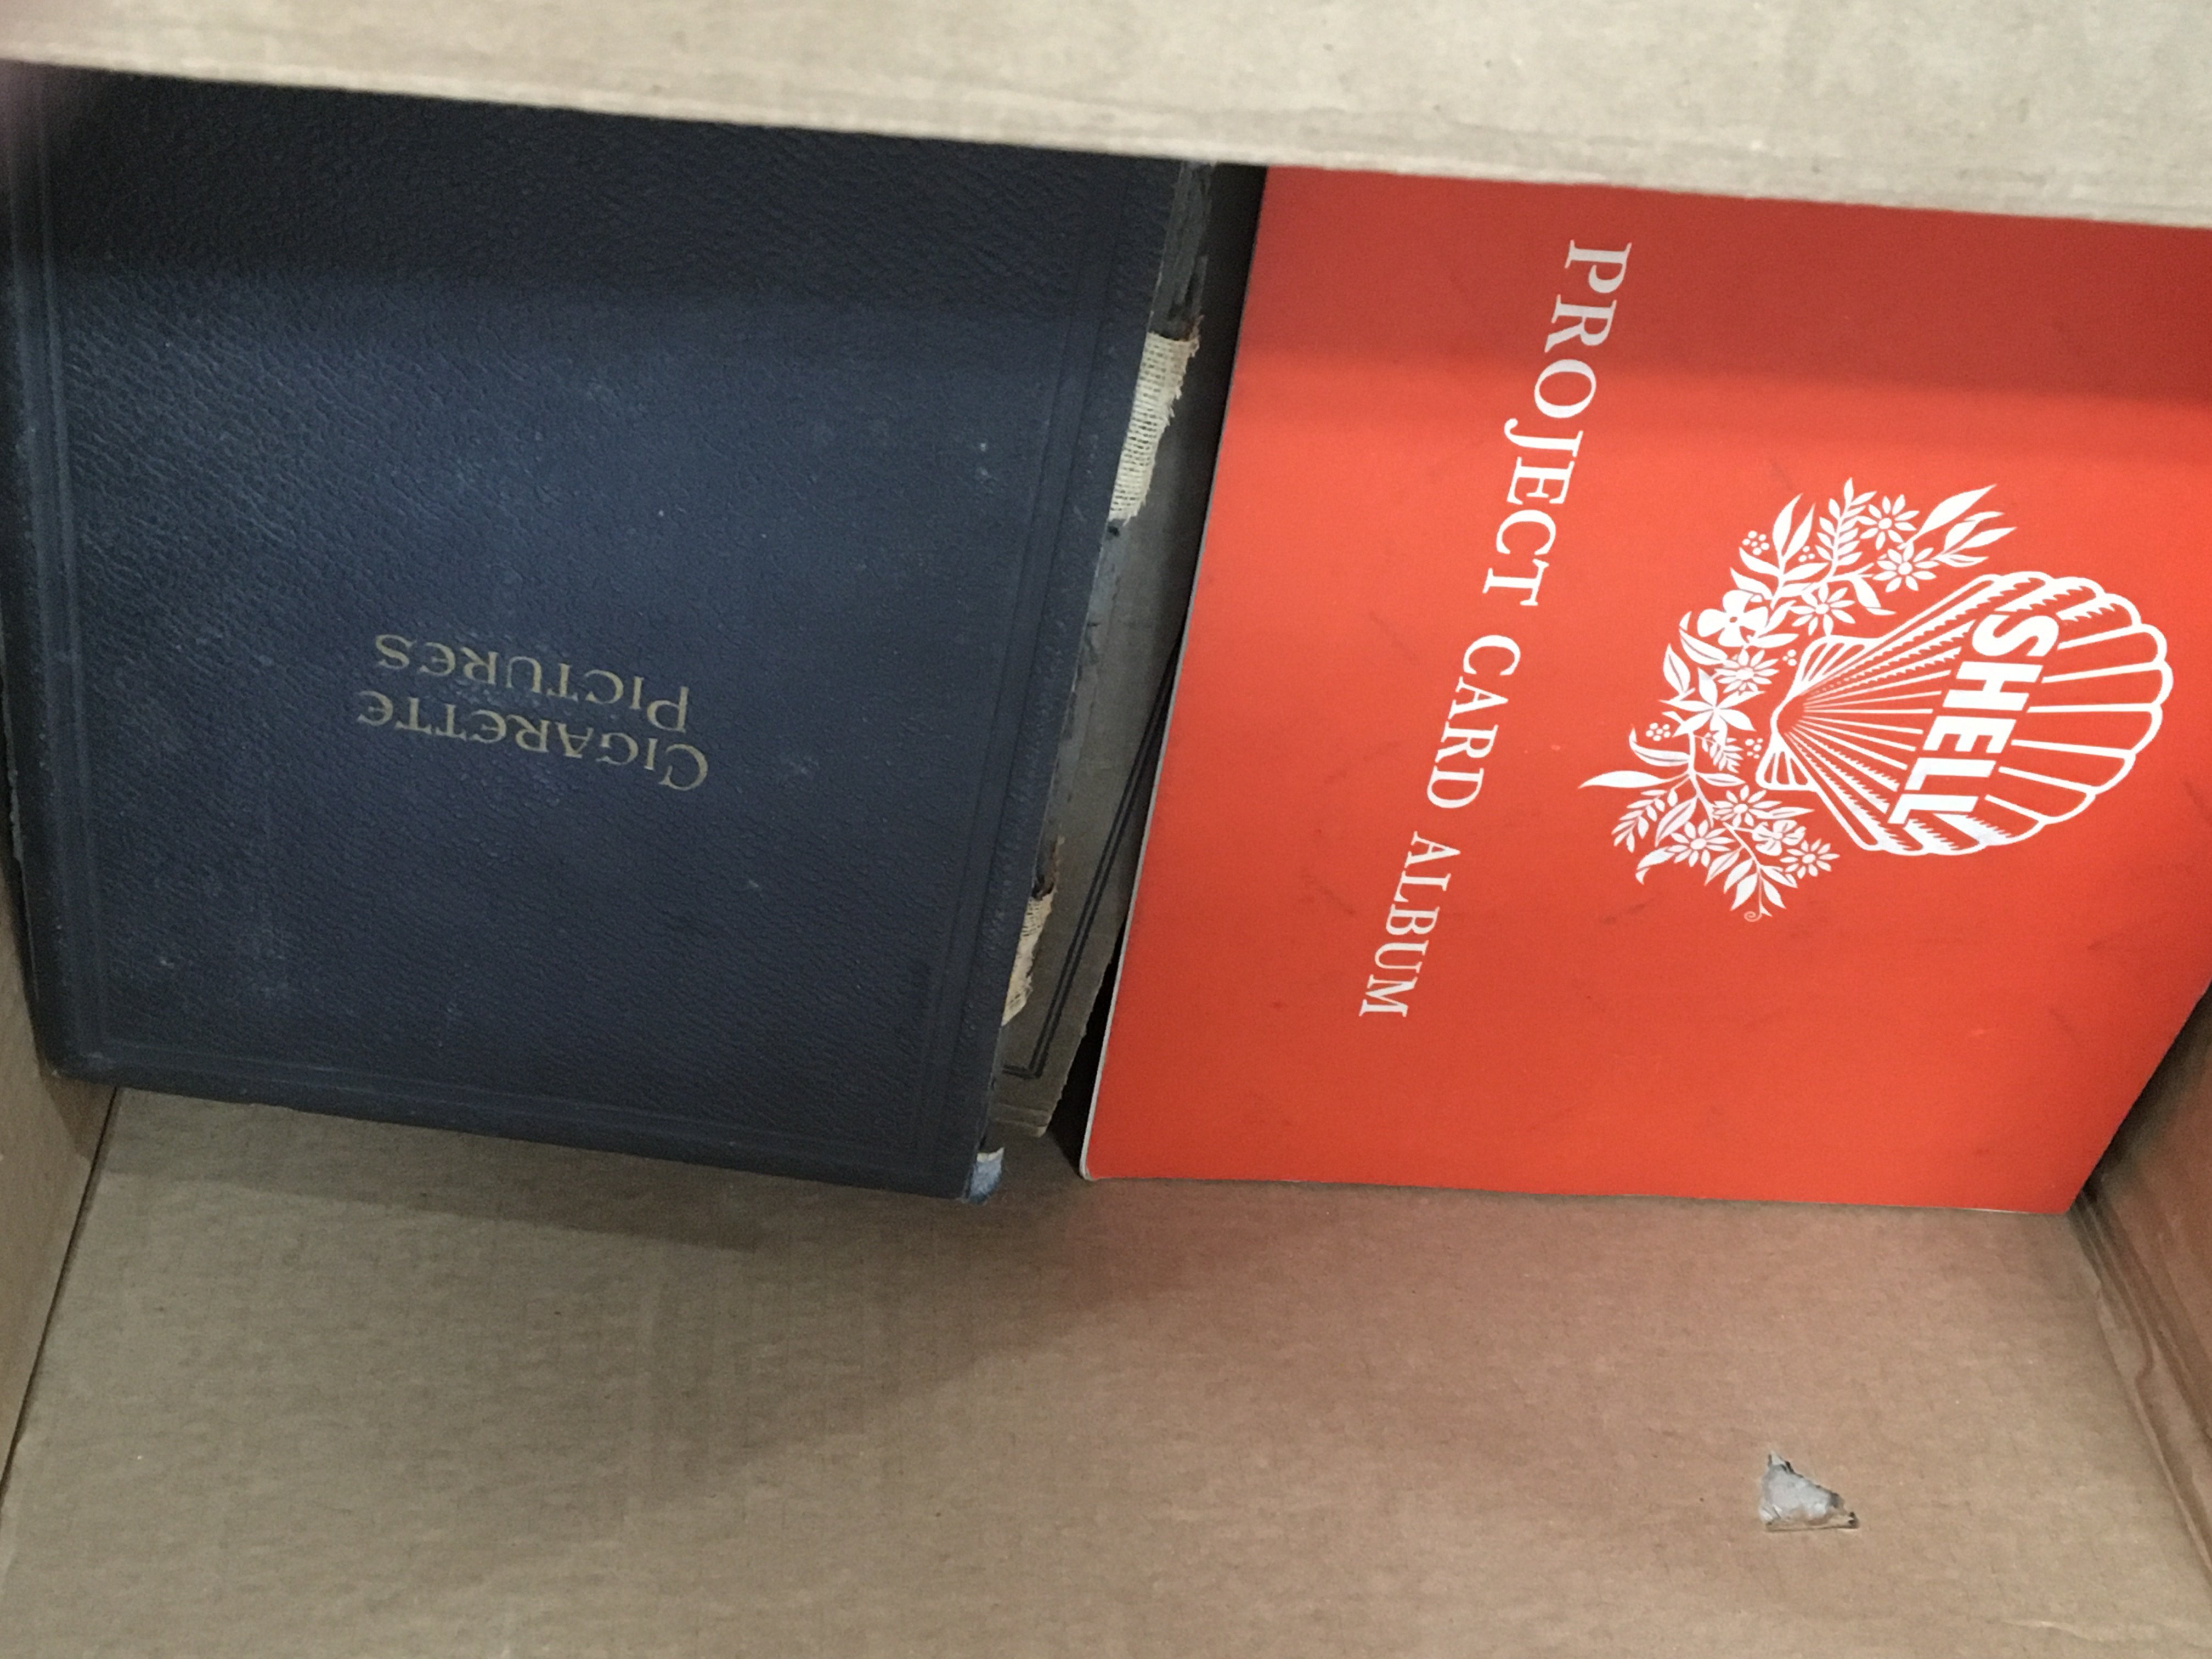 CIGARETTE
PICTURES
SHELL
PROJECT CARD ALBUM